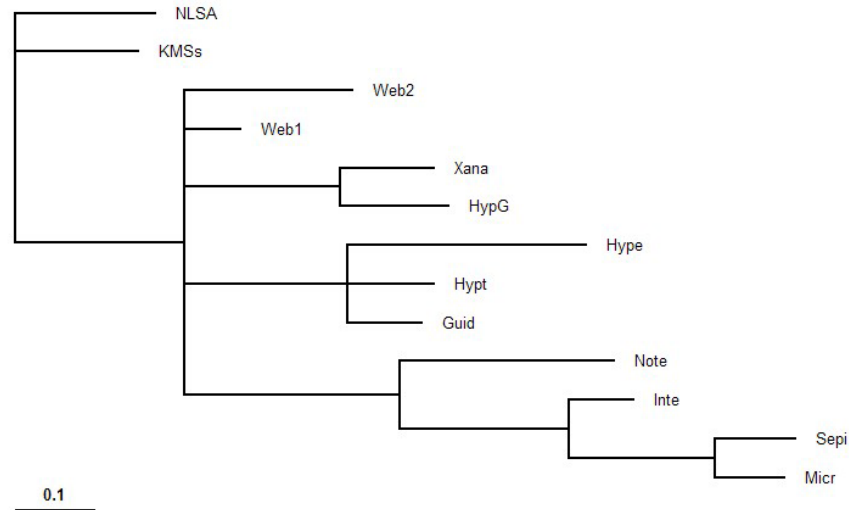 NLSA
KMSs
Web2
Web1
Xana
HypG
Hype
Hypt
Guid
Note
Inte
Sepi
Micr
0.1